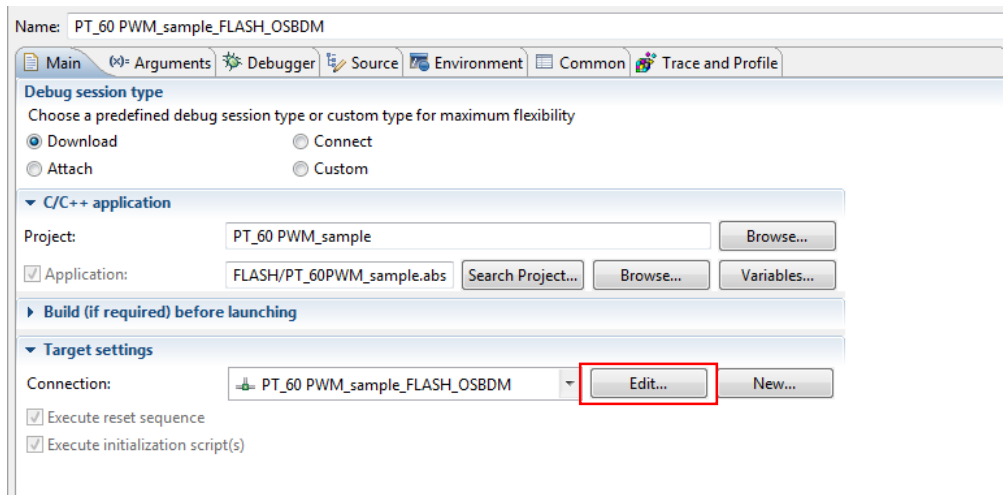 Name: PT_60 PWM_sample_FLASH_OSBDM
Main (x)= Arguments Debugger Source Environment Common Trace and Profile
Debug session type
Choose a predefined debug session type or custom type for maximum flexibility
Download Connect
Attach Custom
C/C++ application
Project: PT_60 PWM_sample Browse...
Application: FLASH/PT_60PWM_sample.abs Search Project... Browse... Variables...
Build (if required) before launching
Target settings
Connection: PT_60 PWM_sample_FLASH_OSBDM Edit... New...
Execute reset sequence
Execute initialization script(s)